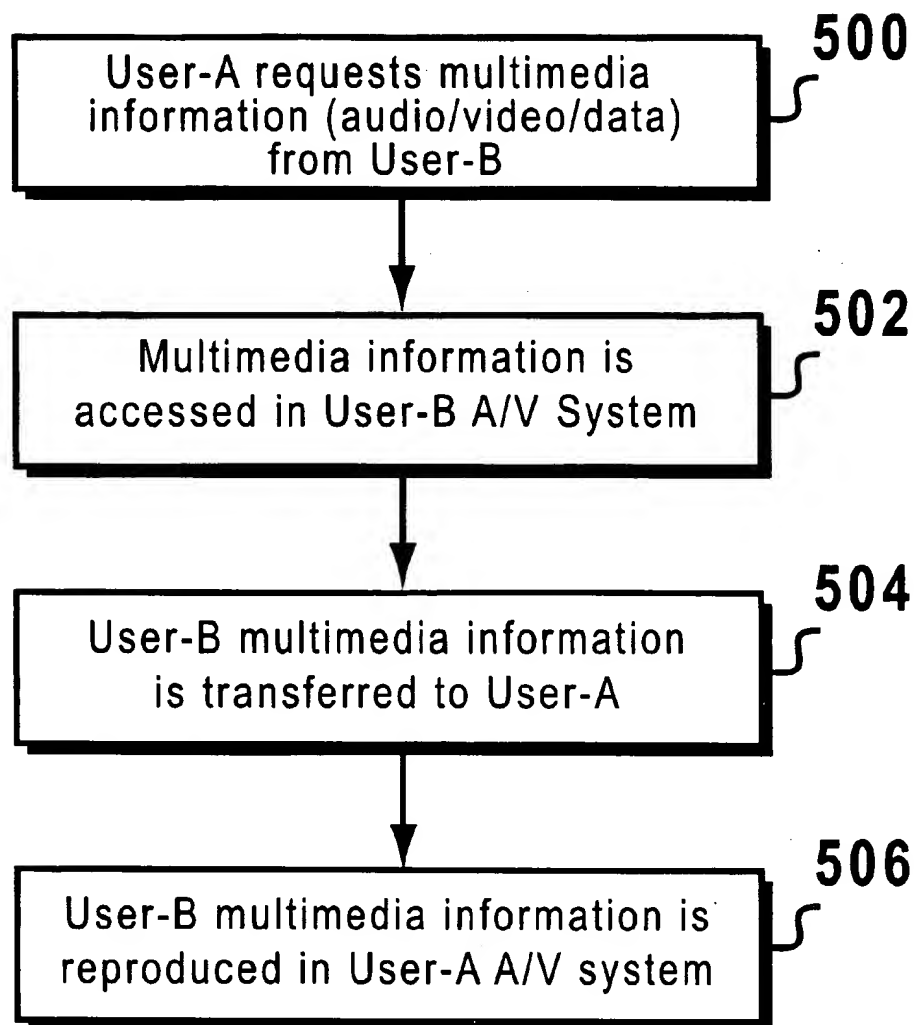 500
User-A requests multimedia
information (audio/video/data)
from User-B
502
Multimedia information is
accessed in User-B A/V System
504
User-B multimedia information
is transferred to User-A
506
User-B multimedia information is
reproduced in User-A A/V system